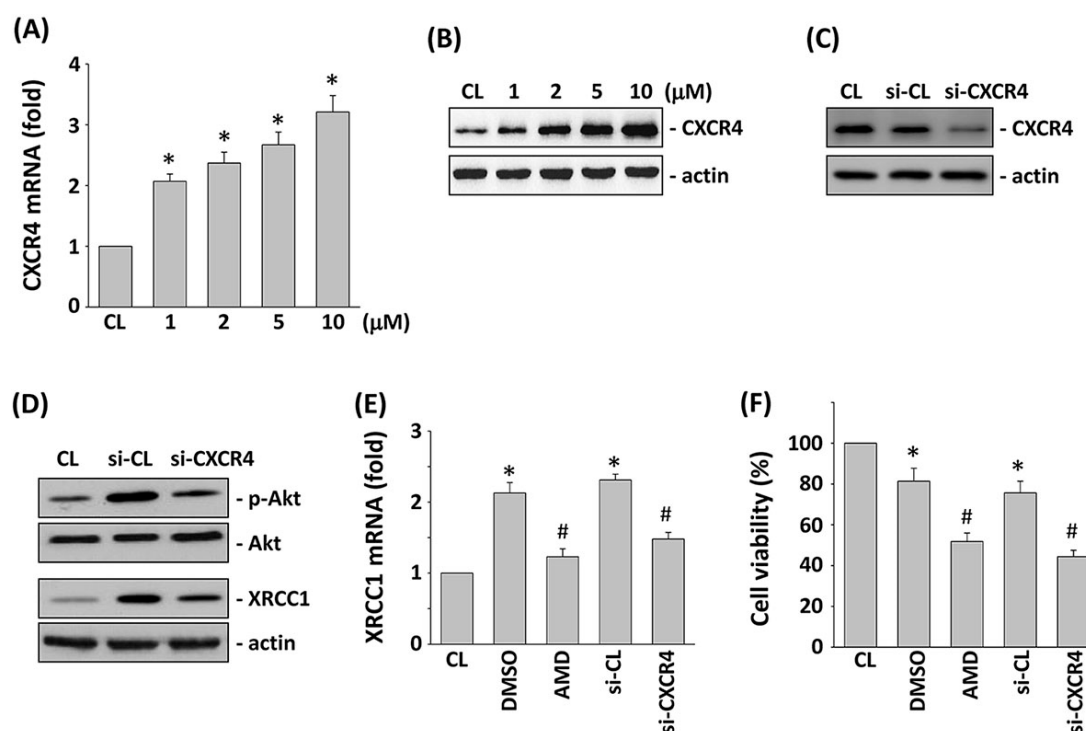 (A)
CXCR4 mRNA (fold)
4
3
2
1
0
* * * *
CL 1 2 5 10 (μM)
(B)
CL 1 2 5 10 (μM)
- CXCR4
- actin
(C)
CL si-CL si-CXCR4
- CXCR4
- actin
(D)
CL si-CL si-CXCR4
- p-Akt
- Akt
- XRCC1
- actin
(E)
XRCC1 mRNA (fold)
3
2
1
0
* # * #
CL DMSO AMD si-CL si-CXCR4
(F)
Cell viability (%)
100
80
60
40
20
0
* # * #
CL DMSO AMD si-CL si-CXCR4